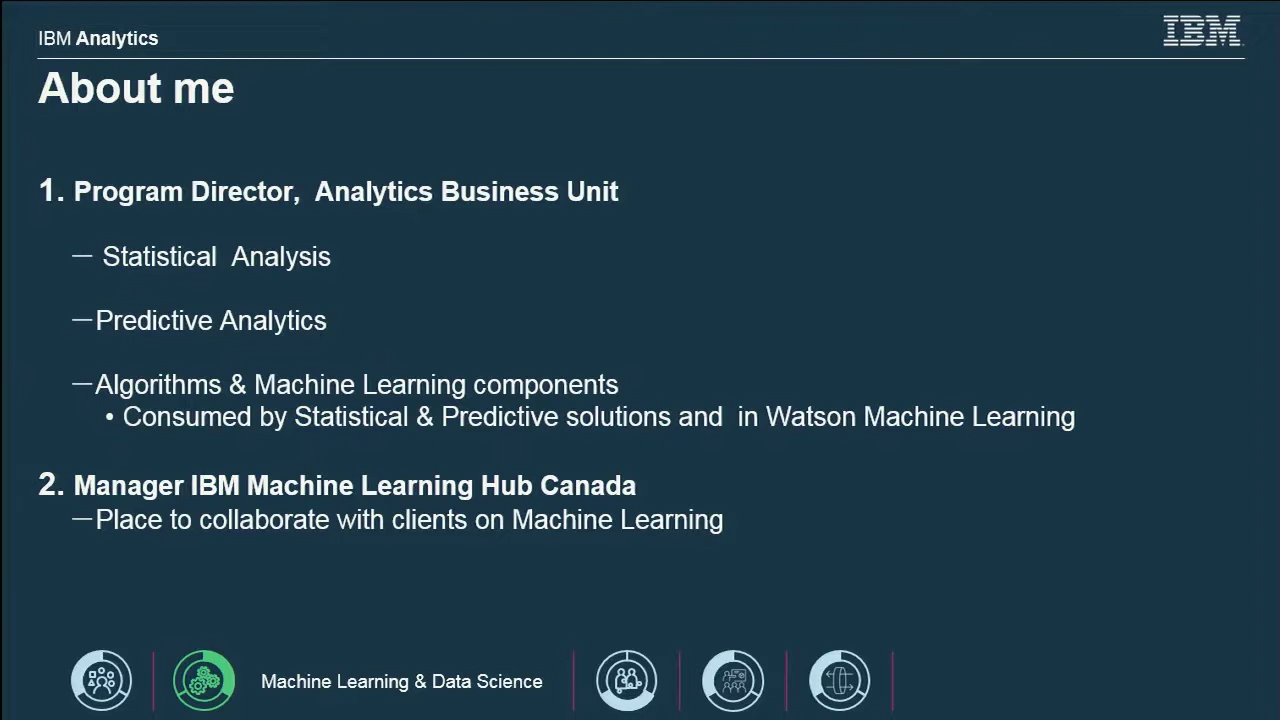 IBM Analytics
IBM
About me
1. Program Director, Analytics Business Unit
— Statistical Analysis
—Predictive Analytics
—Algorithms & Machine Learning components
• Consumed by Statistical & Predictive solutions and in Watson Machine Learning
2. Manager IBM Machine Learning Hub Canada
—Place to collaborate with clients on Machine Learning
Machine Learning & Data Science